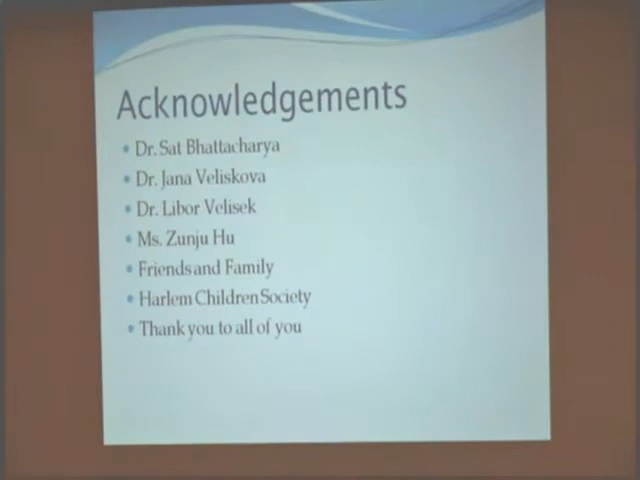 Acknowledgements
• Dr. Sat Bhattacharya
• Dr. Jana Veliskova
• Dr. Libor Velisek
• Ms. Zunju Hu
• Friends and Family
• Harlem Children Society
• Thank you to all of you